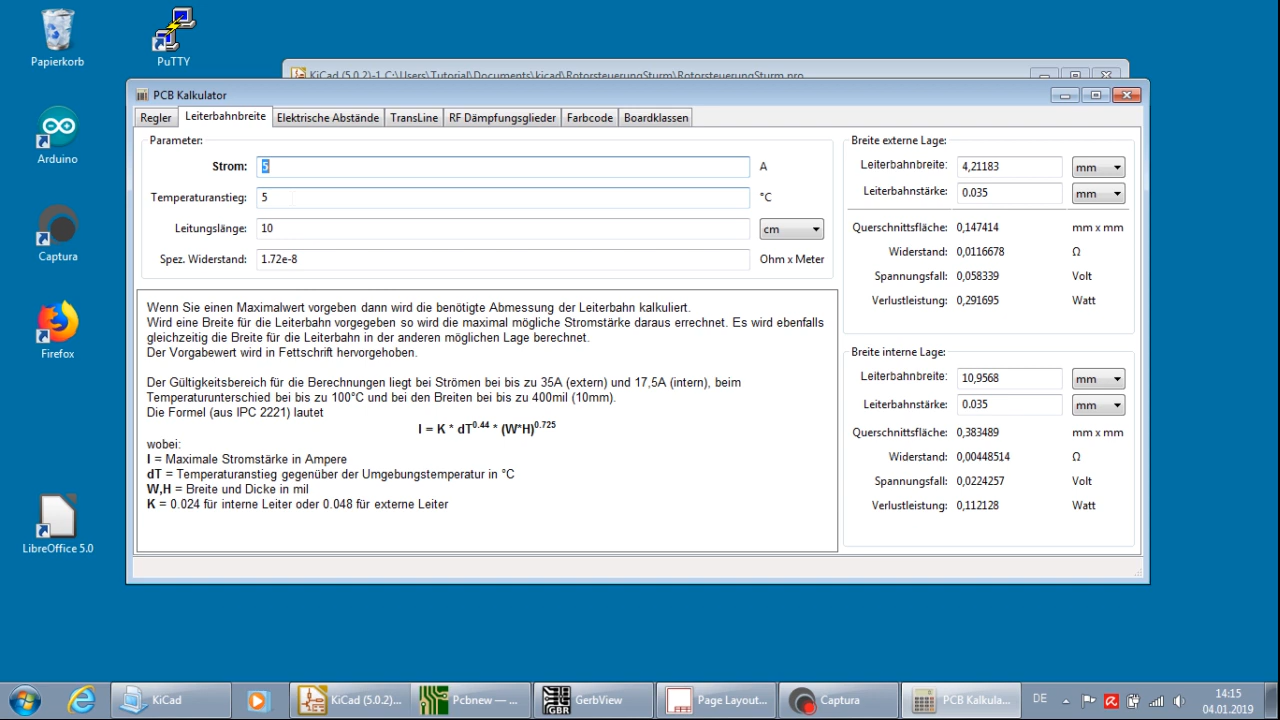 Papierkorb
PuTTY
Arduino
Captura
Firefox
LibreOffice 5.0
KiCad (5.0.2)-1 C:\Users\Tutorial\Documents\kicad\RotorsteuerungSturm\RotorsteuerungSturm.pro
PCB Kalkulator
Regler Leiterbahnbreite Elektrische Abstände TransLine RF Dämpfungsglieder Farbcode Boardklassen
Parameter:
Strom: 5 A
Temperaturanstieg: 5 °C
Leitungslänge: 10 cm
Spez. Widerstand: 1.72e-8 Ohm x Meter
Wenn Sie einen Maximalwert vorgeben dann wird die benötigte Abmessung der Leiterbahn kalkuliert.
Wird eine Breite für die Leiterbahn vorgegeben so wird die maximal mögliche Stromstärke daraus errechnet. Es wird ebenfalls
gleichzeitig die Breite für die Leiterbahn in der anderen möglichen Lage berechnet.
Der Vorgabewert wird in Fettschrift hervorgehoben.
Der Gültigkeitsbereich für die Berechnungen liegt bei Strömen bei bis zu 35A (extern) und 17,5A (intern), beim
Temperaturunterschied bei bis zu 100°C und bei den Breiten bei bis zu 400mil (10mm).
Die Formel (aus IPC 2221) lautet
I = K * dT^0.44 * (W*H)^0.725
wobei:
I = Maximale Stromstärke in Ampere
dT = Temperaturanstieg gegenüber der Umgebungstemperatur in °C
W,H = Breite und Dicke in mil
K = 0.024 für interne Leiter oder 0.048 für externe Leiter
Breite externe Lage:
Leiterbahnbreite: 4,21183 mm
Leiterbahnstärke: 0.035 mm
Querschnittsfläche: 0,147414 mm x mm
Widerstand: 0,0116678 Ω
Spannungsfall: 0,058339 Volt
Verlustleistung: 0,291695 Watt
Breite interne Lage:
Leiterbahnbreite: 10,9568 mm
Leiterbahnstärke: 0.035 mm
Querschnittsfläche: 0,383489 mm x mm
Widerstand: 0,00448514 Ω
Spannungsfall: 0,0224257 Volt
Verlustleistung: 0,112128 Watt
KiCad
KiCad (5.0.2)...
Pcbnew — ...
GerbView
GBR
Page Layout...
Captura
PCB Kalkula...
DE
14:15
04.01.2019